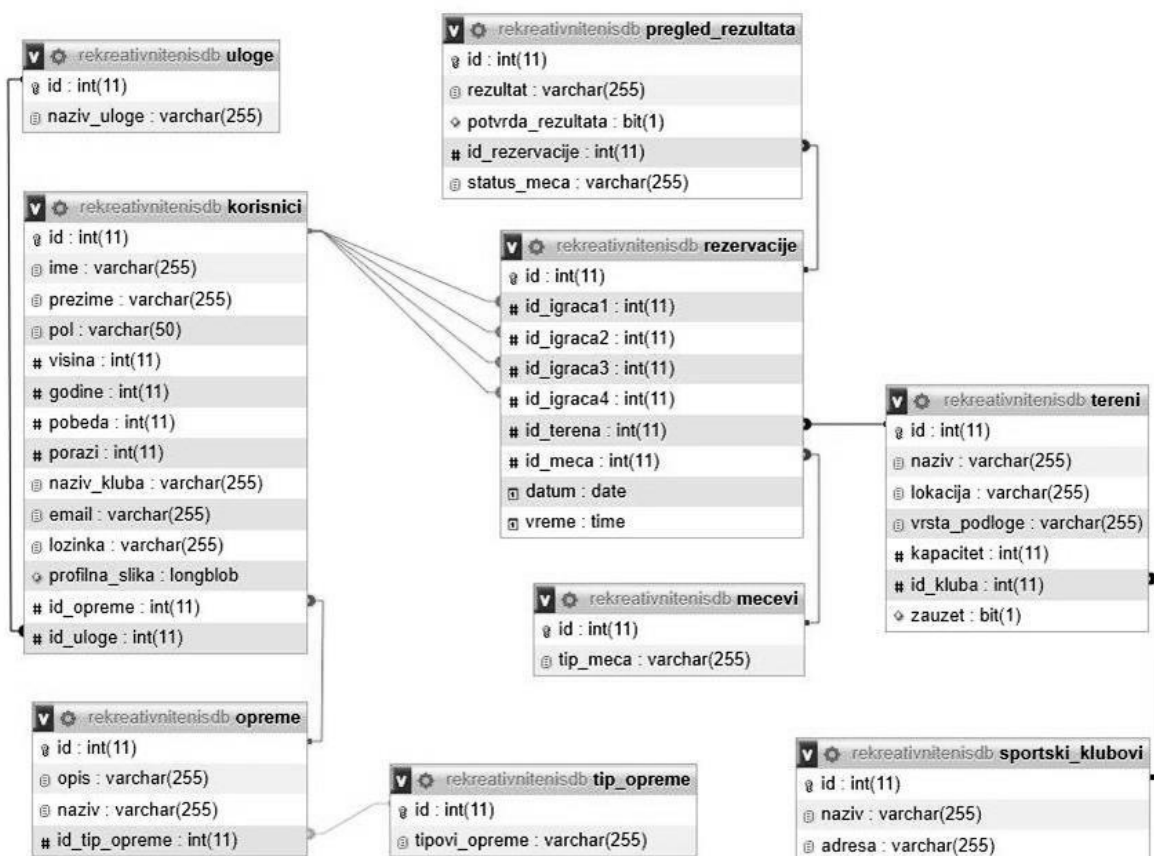 rekreativnitenisdb uloge
id : int(11)
naziv_uloge : varchar(255)
rekreativnitenisdb pregled_rezultata
id : int(11)
rezultat : varchar(255)
potvrda_rezultata : bit(1)
# id_rezervacije : int(11)
status_meca : varchar(255)
rekreativnitenisdb korisnici
id : int(11)
ime : varchar(255)
prezime : varchar(255)
pol : varchar(50)
# visina : int(11)
# godine : int(11)
# pobeda : int(11)
# porazi : int(11)
naziv_kluba : varchar(255)
email : varchar(255)
lozinka : varchar(255)
profilna_slika : longblob
# id_opreme : int(11)
# id_uloge : int(11)
rekreativnitenisdb rezervacije
id : int(11)
# id_igraca1 : int(11)
# id_igraca2 : int(11)
# id_igraca3 : int(11)
# id_igraca4 : int(11)
# id_terena : int(11)
# id_meca : int(11)
datum : date
vreme : time
rekreativnitenisdb tereni
id : int(11)
naziv : varchar(255)
lokacija : varchar(255)
vrsta_podloge : varchar(255)
# kapacitet : int(11)
# id_kluba : int(11)
zauzet : bit(1)
rekreativnitenisdb mecevi
id : int(11)
tip_meca : varchar(255)
rekreativnitenisdb opreme
id : int(11)
opis : varchar(255)
naziv : varchar(255)
# id_tip_opreme : int(11)
rekreativnitenisdb tip_opreme
id : int(11)
tipovi_opreme : varchar(255)
rekreativnitenisdb sportski_klubovi
id : int(11)
naziv : varchar(255)
adresa : varchar(255)